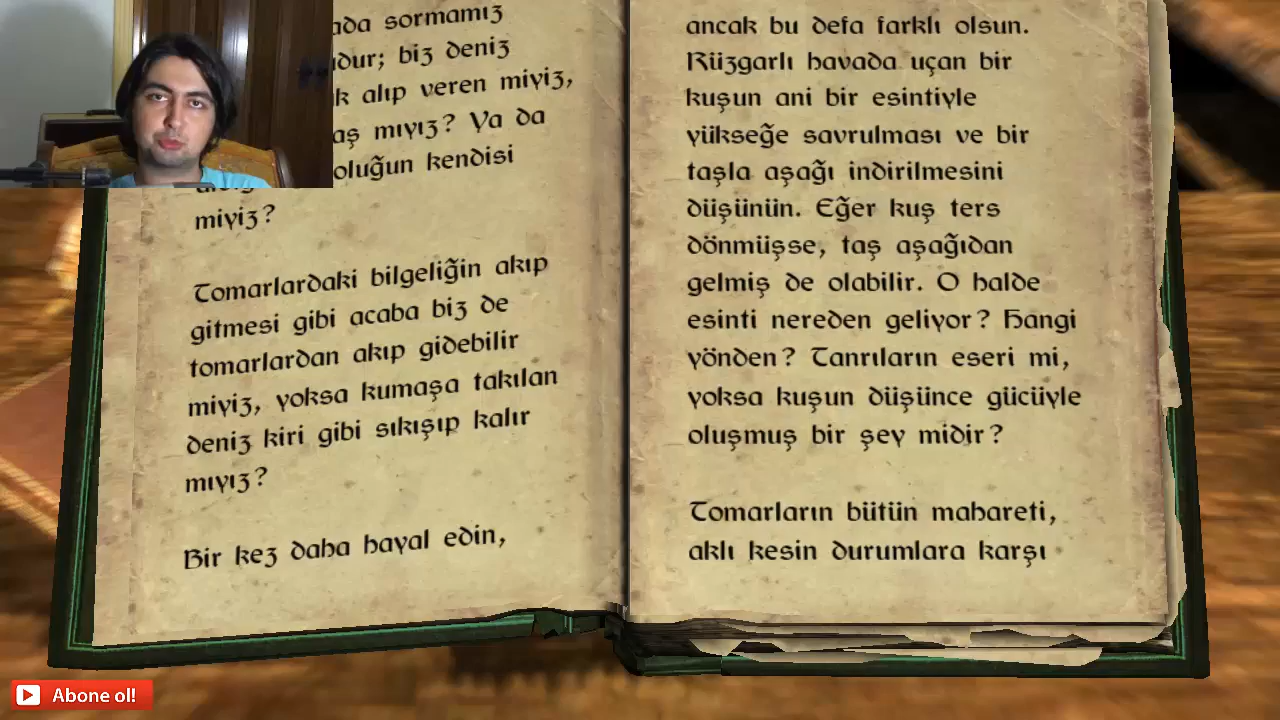 sormamız
biz deniz
alıp veren miyiz,
mıyız? Ya da
kendisi
miyiz?
Tomarlardaki bilgeliğin akıp
gitmesi gibi acaba biz de
tomarlardan akıp gidebilir
miyiz, yoksa kumaşa takılan
deniz kiri gibi sıkışıp kalır
mıyız?
Bir kez daha hayal edin,
ancak bu defa farklı olsun.
Rüzgarlı havada uçan bir
kuşun ani bir esintiyle
yükseğe savrulması ve bir
taşla aşağı indirilmesini
düşünün. Eğer kuş ters
dönmüşse, taş aşağıdan
gelmiş de olabilir. O halde
esinti nereden geliyor? Hangi
yönden? Tanrıların eseri mi,
yoksa kuşun düşünce gücüyle
oluşmuş bir şey midir?
Tomarların bütün mahareti,
aklı kesin durumlara karşı
Abone ol!